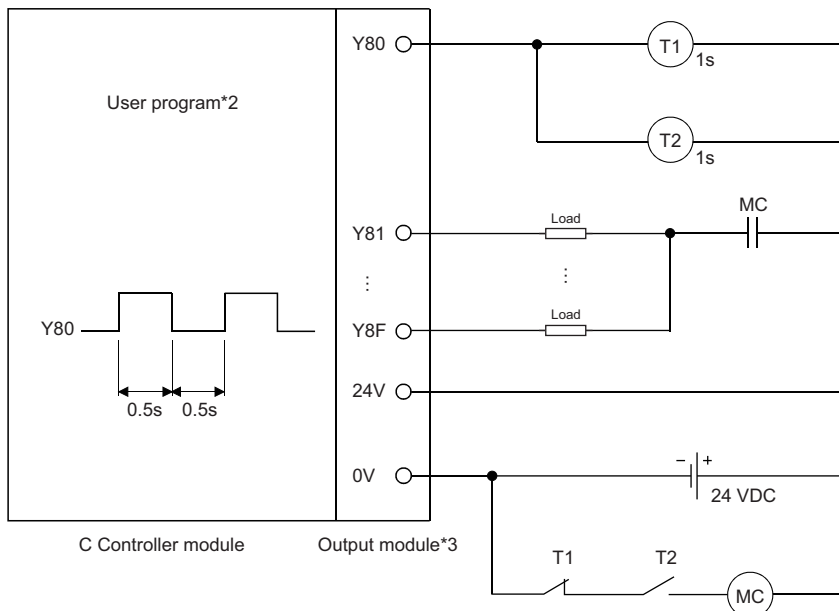 Y80
T1
1s
User program*2
T2
1s
MC
Y81
Load
⋮
⋮
Y80
Y8F
Load
0.5s
0.5s
24V
0V
− +
24 VDC
C Controller module
Output module*3
T1
T2
MC